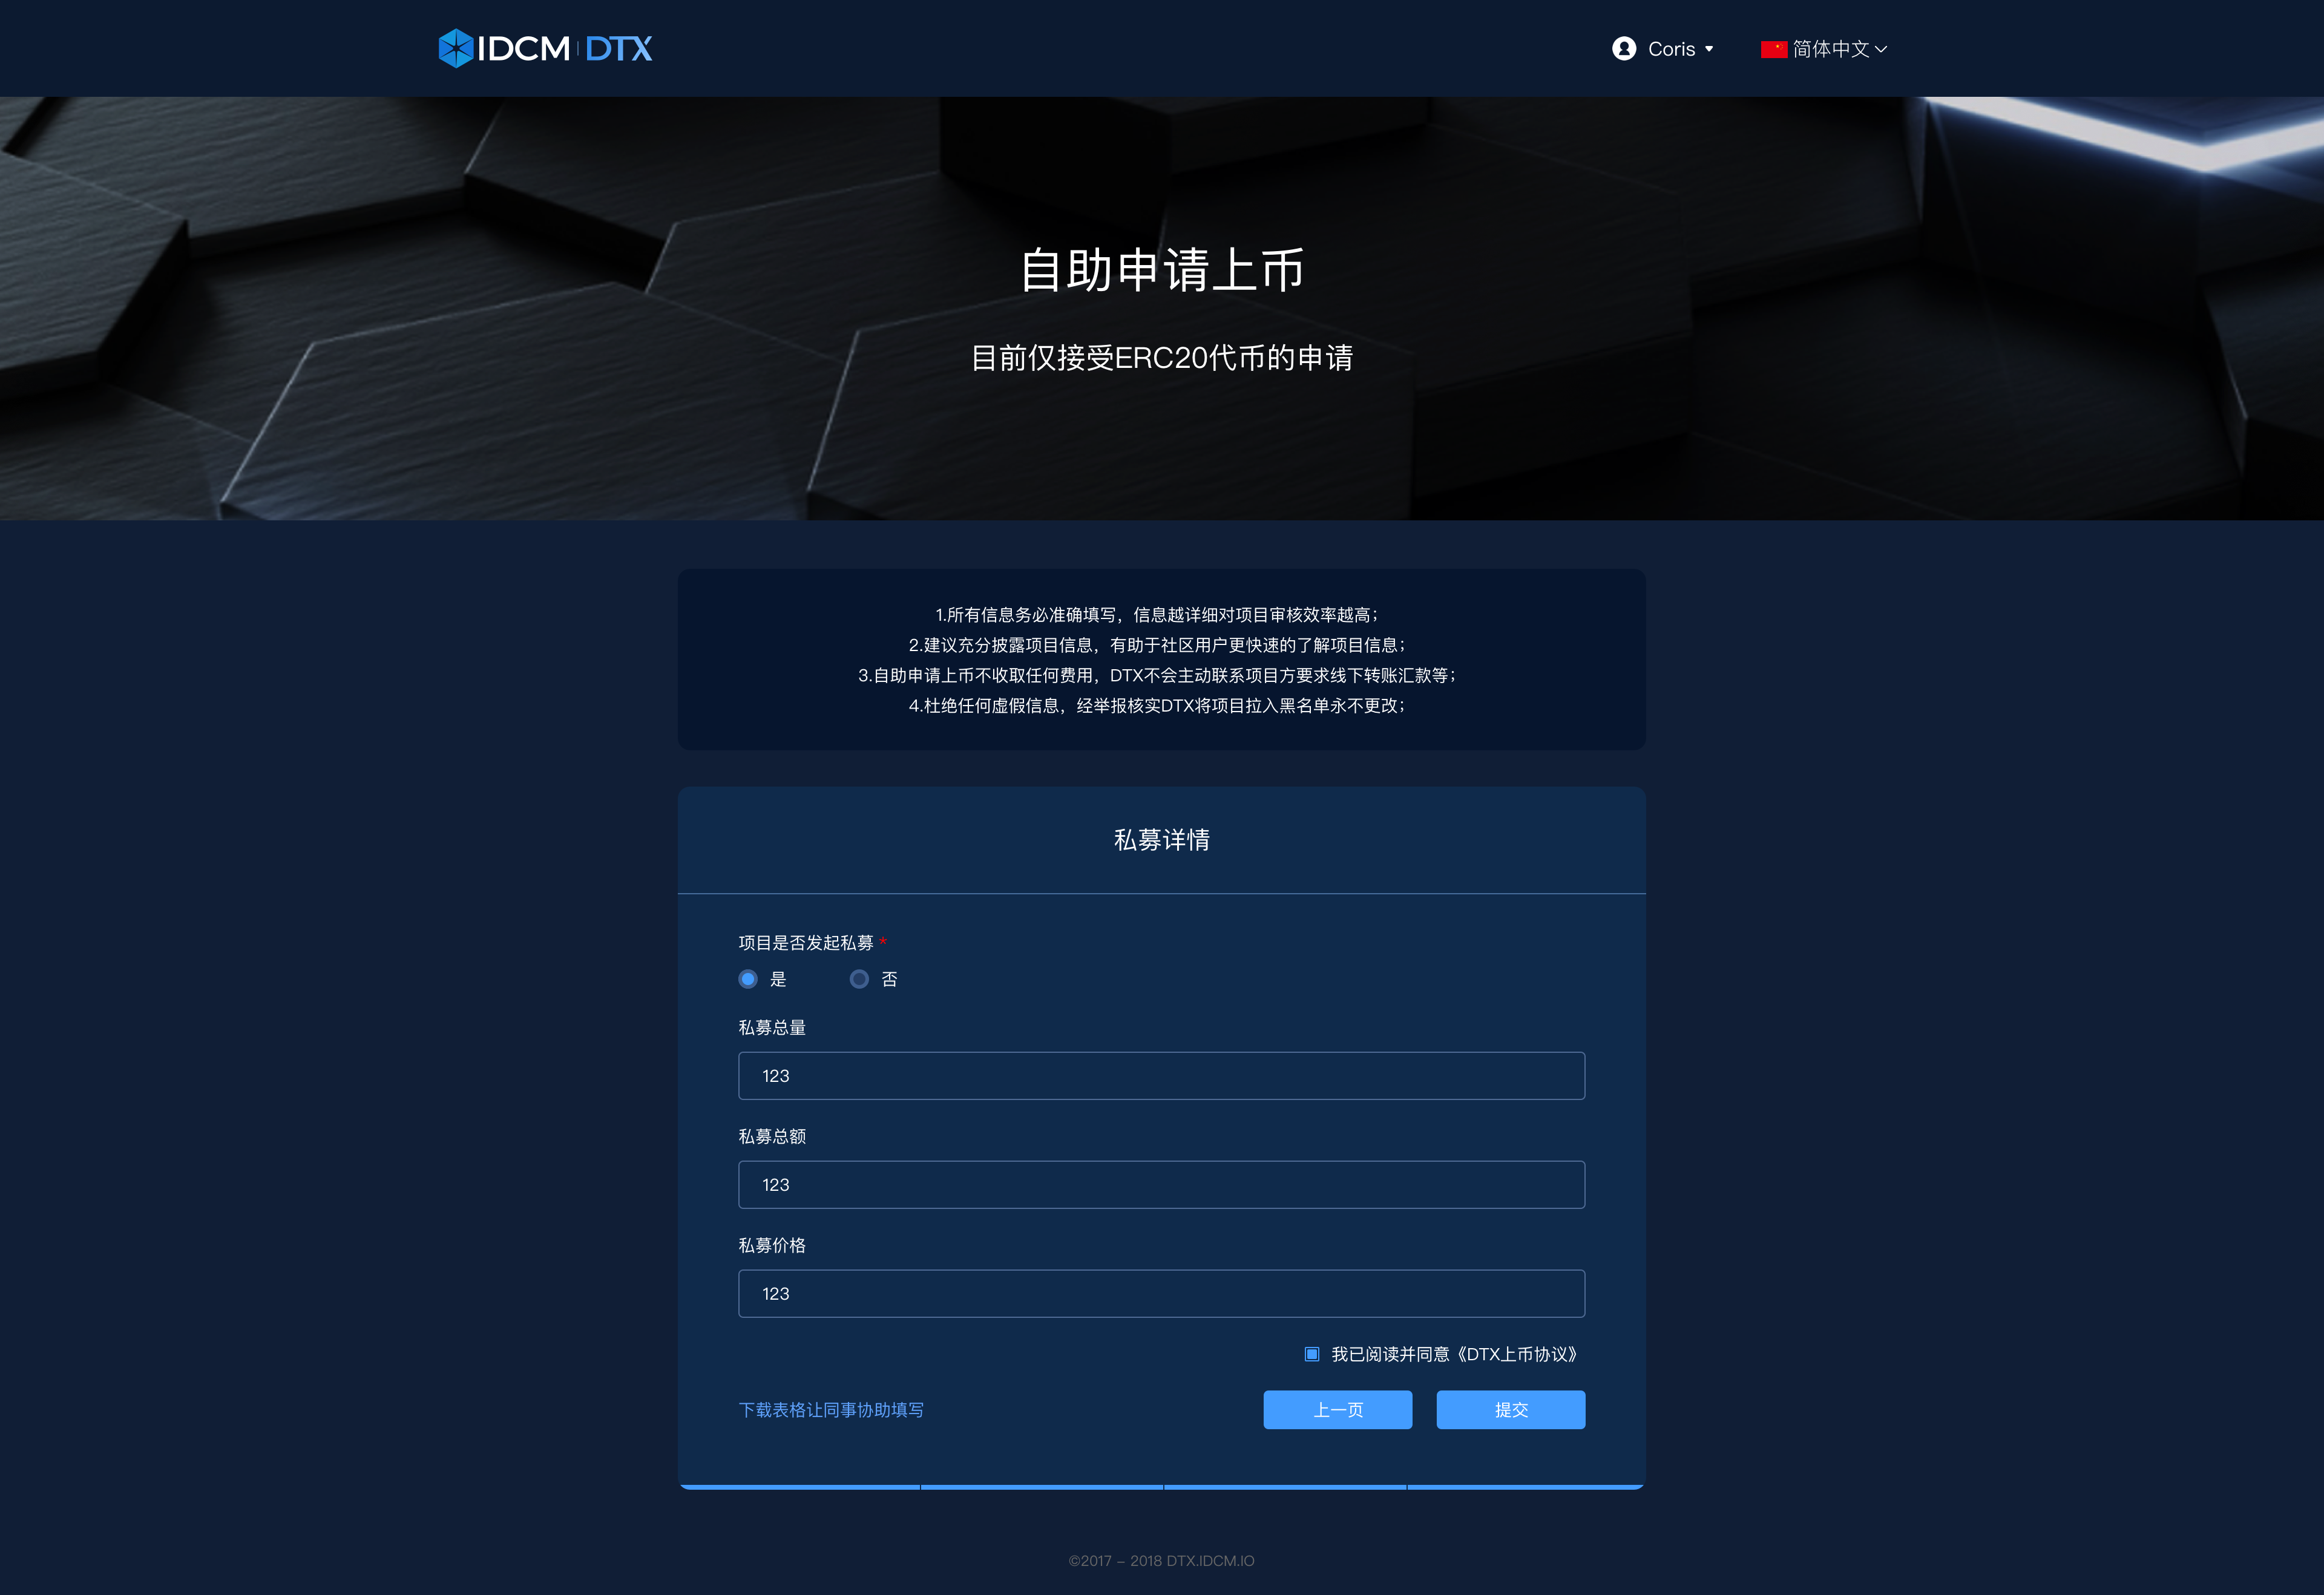 IDCM | DTX
Coris
简体中文
自助申请上币
目前仅接受ERC20代币的申请
1.所有信息务必准确填写，信息越详细对项目审核效率越高；
2.建议充分披露项目信息，有助于社区用户更快速的了解项目信息；
3.自助申请上币不收取任何费用，DTX不会主动联系项目方要求线下转账汇款等；
4.杜绝任何虚假信息，经举报核实DTX将项目拉入黑名单永不更改；
私募详情
项目是否发起私募 *
是 否
私募总量
123
私募总额
123
私募价格
123
我已阅读并同意《DTX上币协议》
下载表格让同事协助填写
上一页
提交
©2017 – 2018 DTX.IDCM.IO